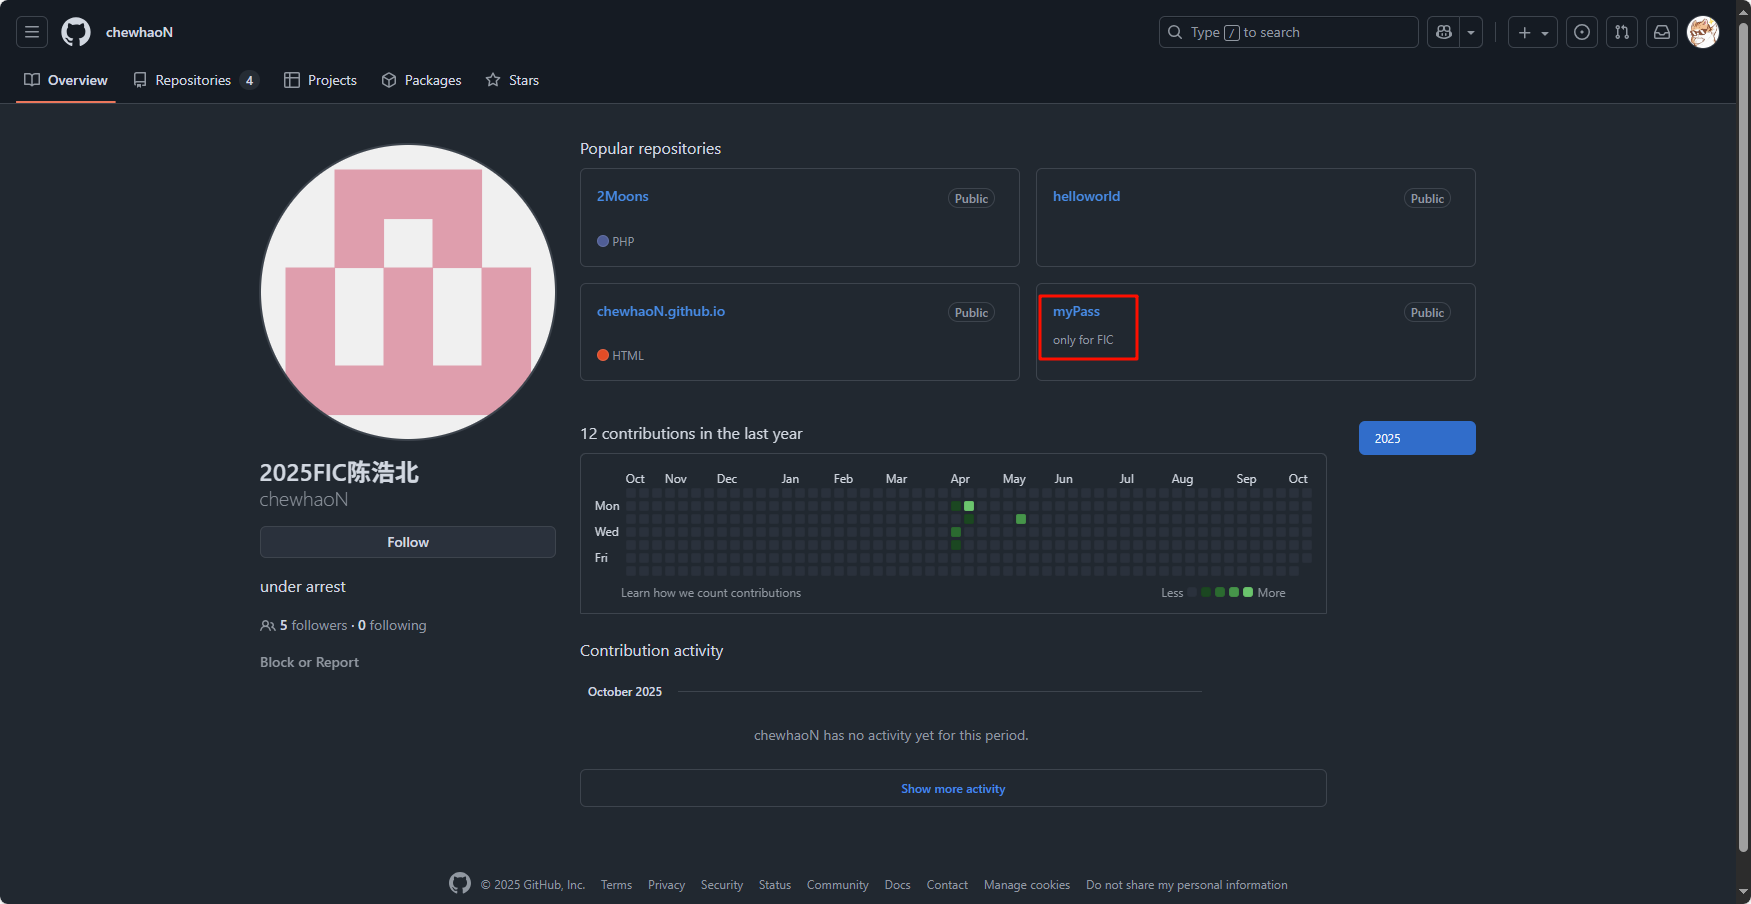 chewhaoN
Type / to search
Overview
Repositories 4
Projects
Packages
Stars
Popular repositories
2Moons
Public
PHP
helloworld
Public
chewhaoN.github.io
Public
HTML
myPass
Public
only for FIC
12 contributions in the last year
2025
Oct Nov Dec Jan Feb Mar Apr May Jun Jul Aug Sep Oct
Mon
Wed
Fri
Learn how we count contributions
Less More
2025FIC陈浩北
chewhaoN
Follow
under arrest
5 followers · 0 following
Block or Report
Contribution activity
October 2025
chewhaoN has no activity yet for this period.
Show more activity
© 2025 GitHub, Inc. Terms Privacy Security Status Community Docs Contact Manage cookies Do not share my personal information